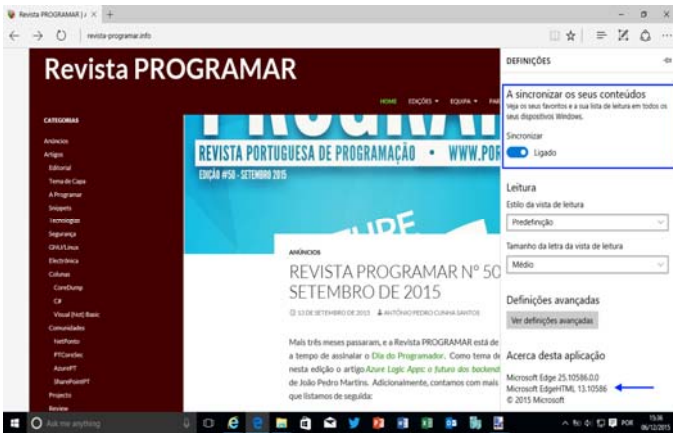 Revista PROGRAMAR | A
revista-programar.info
Revista PROGRAMAR
HOME EDIÇÕES EQUIPA
CATEGORIAS
Anúncios
Artigos
Editorial
Tema de Capa
A Programar
Snippets
Tecnologias
Segurança
GNU/Linux
Electrónica
Colunas
CoreDump
C#
Visual (Not) Basic
Comunidades
NetPonto
PTCoreSec
AzurePT
SharePointPT
Projecto
Review
REVISTA PORTUGUESA DE PROGRAMAÇÃO • WWW.POR
EDIÇÃO #50 - SETEMBRO 2015
ANÚNCIOS
REVISTA PROGRAMAR Nº 50
SETEMBRO DE 2015
13 DE SETEMBRO DE 2015 ANTÓNIO PEDRO CUNHA SANTOS
Mais três meses passaram, e a Revista PROGRAMAR está de
a tempo de assinalar o Dia do Programador. Como tema de
nesta edição o artigo Azure Logic Apps: o futuro dos backend
de João Pedro Martins. Adicionalmente, contamos com mais
que listamos de seguida:
DEFINIÇÕES
A sincronizar os seus conteúdos
Veja os seus favoritos e a sua lista de leitura em todos os
seus dispositivos Windows.
Sincronizar
Ligado
Leitura
Estilo da vista de leitura
Predefinição
Tamanho da letra da vista de leitura
Médio
Definições avançadas
Ver definições avançadas
Acerca desta aplicação
Microsoft Edge 25.10586.0.0
Microsoft EdgeHTML 13.10586
© 2015 Microsoft
Ask me anything
POR
15:36
06/12/2015